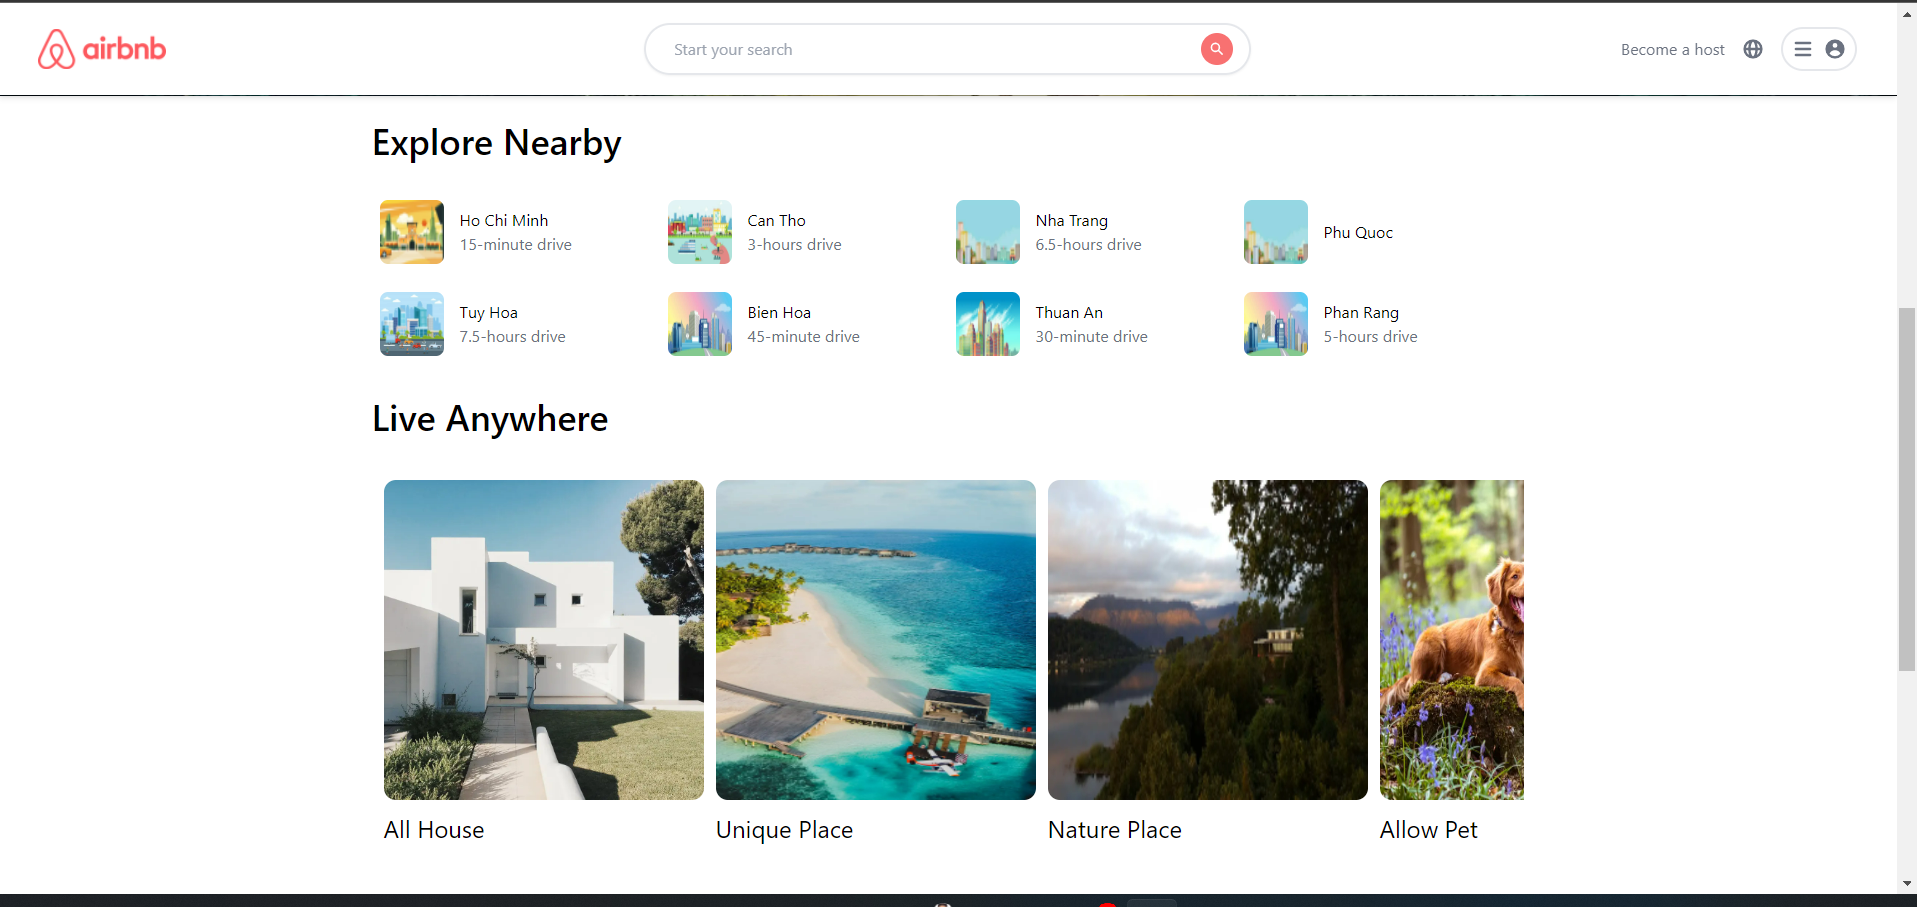 airbnb
Start your search
Become a host
Explore Nearby
Ho Chi Minh
15-minute drive
Can Tho
3-hours drive
Nha Trang
6.5-hours drive
Phu Quoc
Tuy Hoa
7.5-hours drive
Bien Hoa
45-minute drive
Thuan An
30-minute drive
Phan Rang
5-hours drive
Live Anywhere
All House
Unique Place
Nature Place
Allow Pet